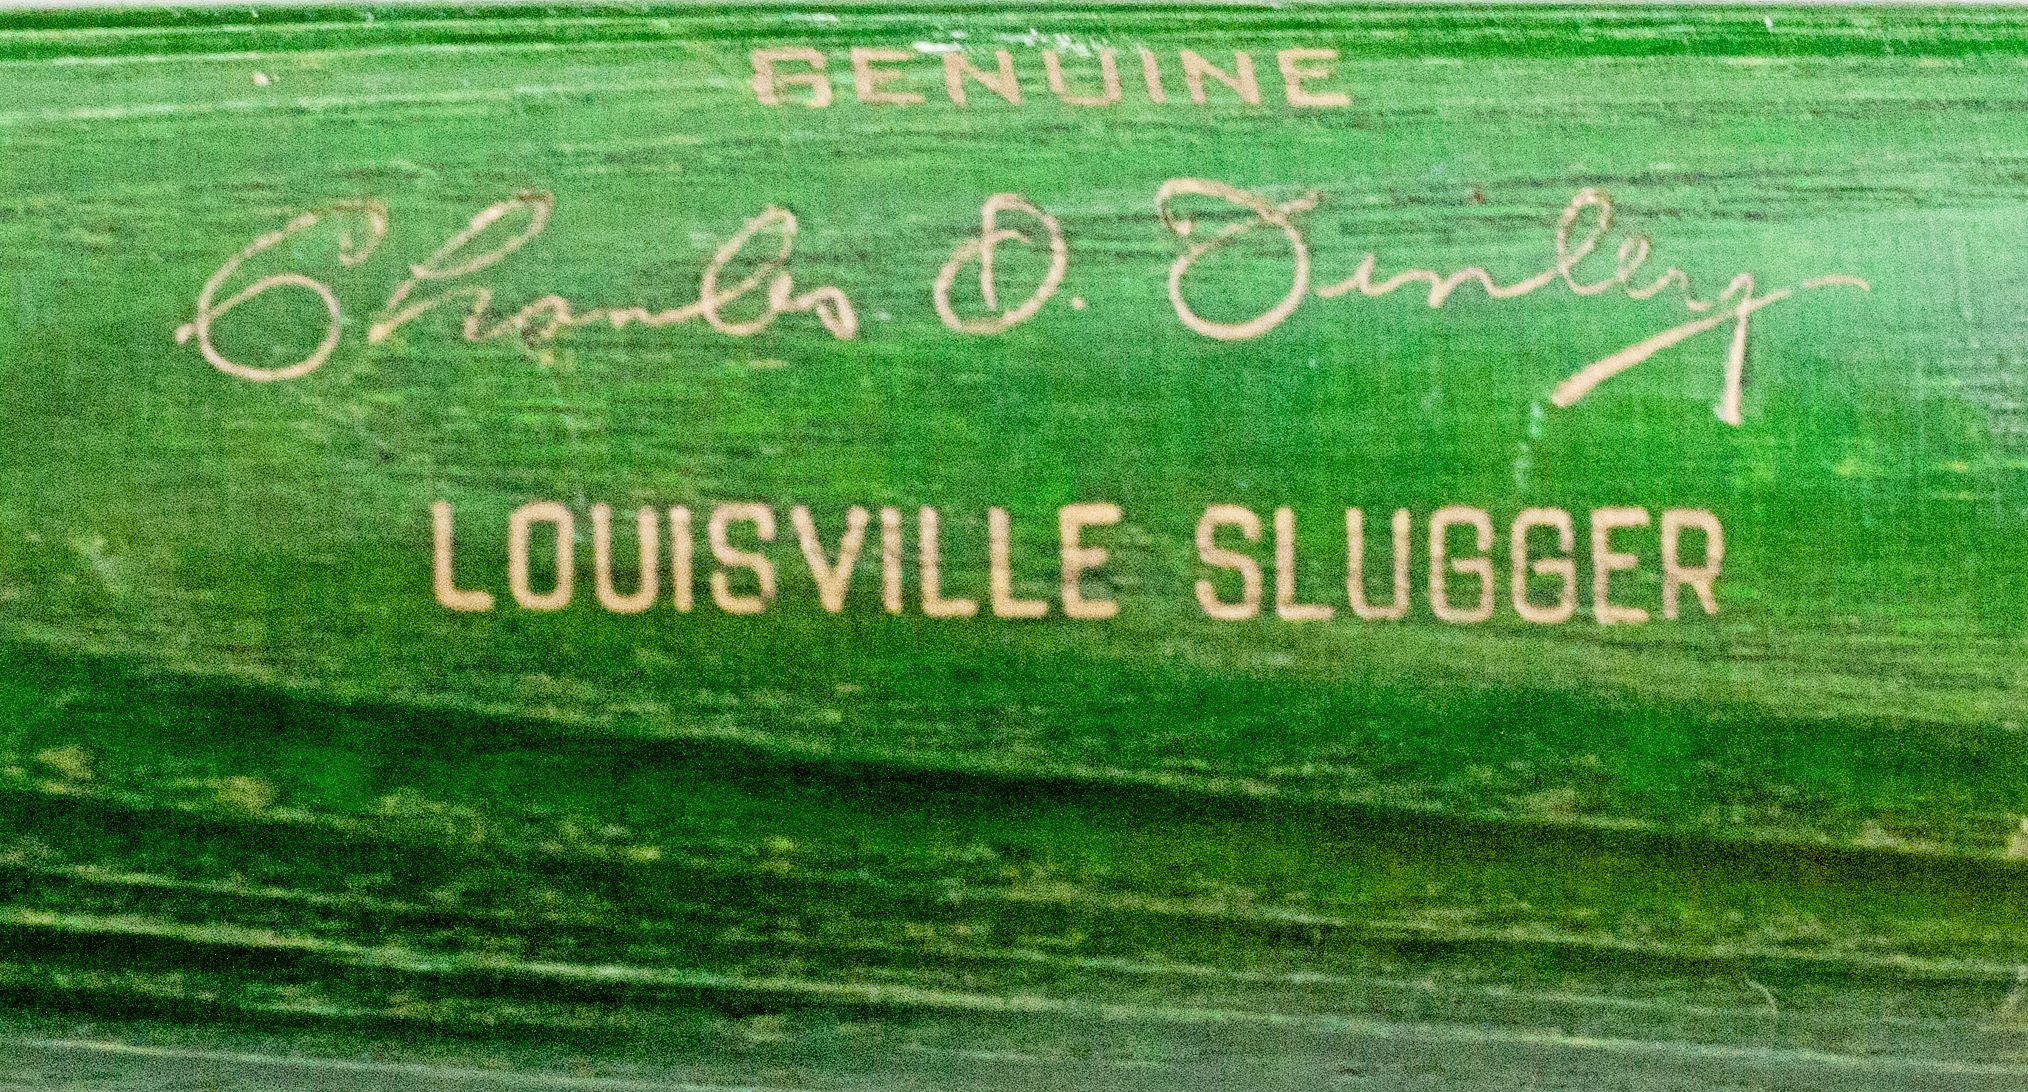 GENUINE
Charles O. Finley
LOUISVILLE SLUGGER